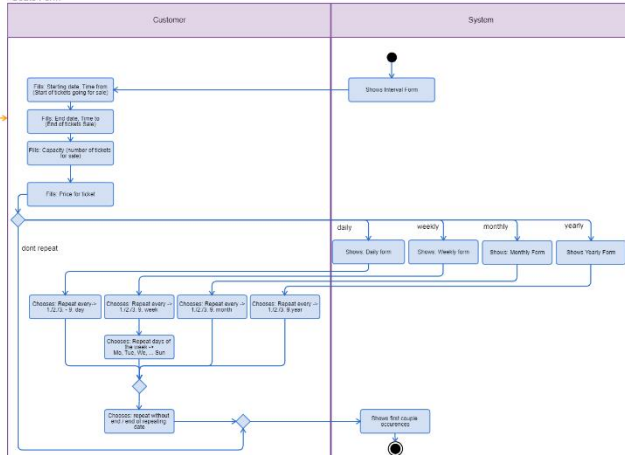 Customer
System
Shows Interval Form
Fills: Starting date, Time from
(Start of tickets going for sale)
Fills: End date, Time to
(End of tickets Sale)
Fills: Capacity (number of tickets
for sale)
Fills: Price for ticket
dont repeat
daily
weekly
monthly
yearly
Shows: Daily form
Shows: Weekly form
Shows: Monthly Form
Shows Yearly Form
Chooses: Repeat every->
1./2./3. - 9. day
Chooses: Repeat every ->
1./2./3. 9. week
Chooses: Repeat every ->
1./2./3. 9. month
Chooses: Repeat every ->
1./2./3. 9.year
Chooses: Repeat days of
the week ->
Mo, Tue, We, ... Sun
Chooses: repeat without
end / end of repeating
date
Shows first couple
occurences